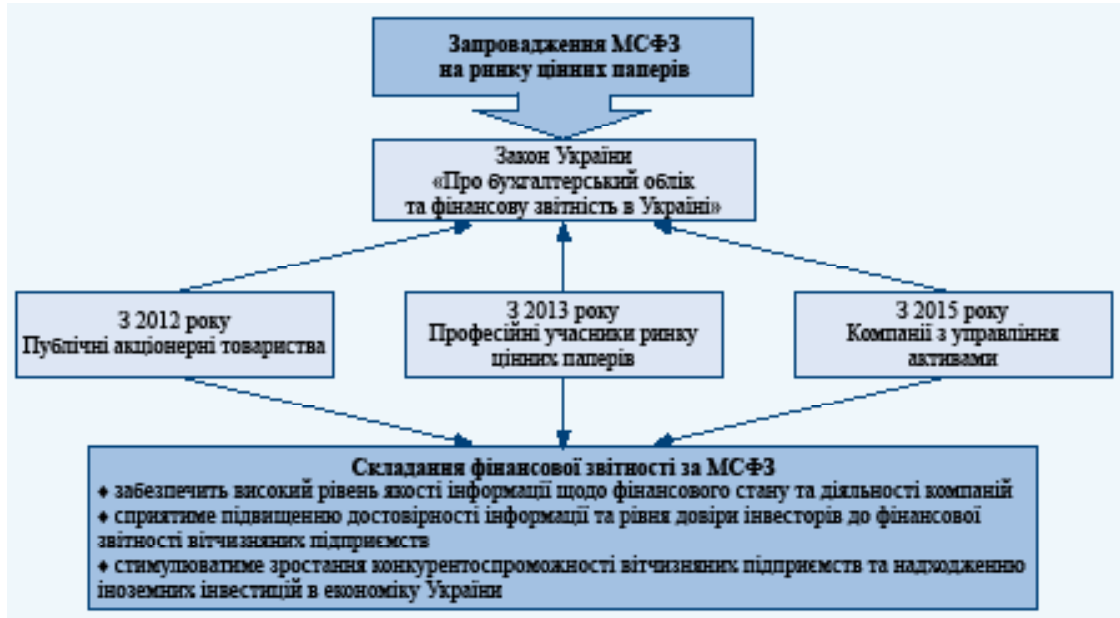 Запровадження МСФЗ
на ринку цінних паперів
Закон України
«Про бухгалтерський облік
та фінансову звітність в Україні»
З 2012 року
Публічні акціонерні товариства
З 2013 року
Професійні учасники ринку
цінних паперів
З 2015 року
Компанії з управління
активами
Складання фінансової звітності за МСФЗ
♦ забезпечить високий рівень якості інформації щодо фінансового стану та діяльності компаній
♦ сприятиме підвищенню достовірності інформації та рівня довіри інвесторів до фінансової
звітності вітчизняних підприємств
♦ стимулюватиме зростання конкурентоспроможності вітчизняних підприємств та надходженню
іноземних інвестицій в економіку України